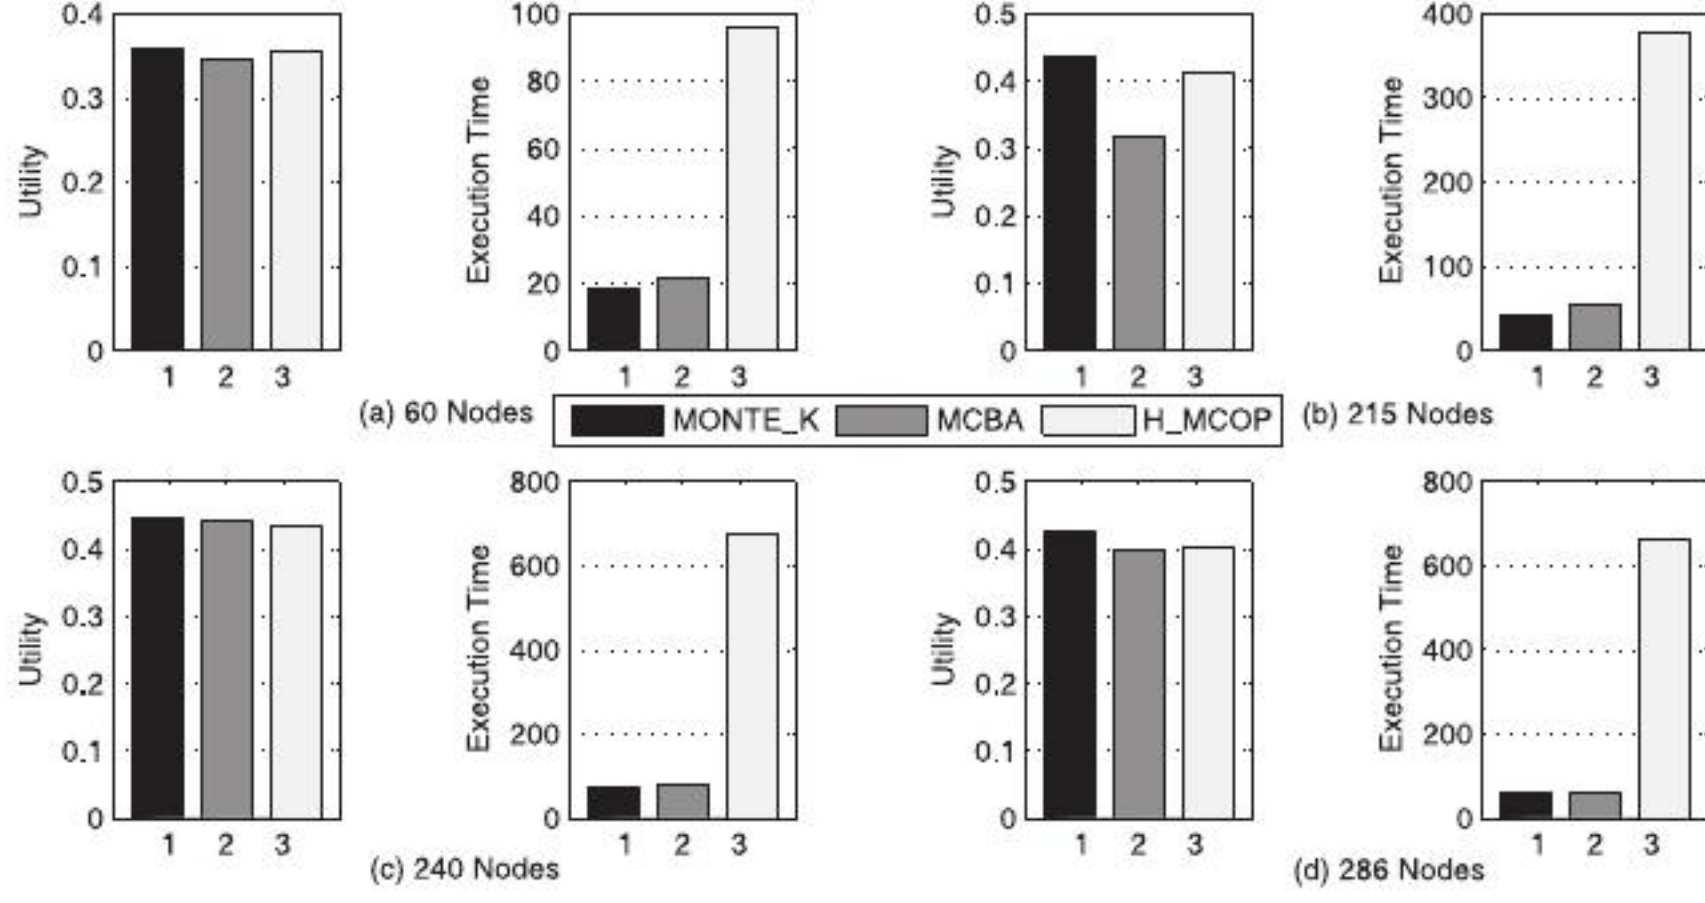 0.4
0.3
0.2
0.1
0
Utility
1 2 3
100
80
60
40
20
0
Execution Time
1 2 3
(a) 60 Nodes
0.5
0.4
0.3
0.2
0.1
0
Utility
1 2 3
400
300
200
100
0
Execution Time
1 2 3
(b) 215 Nodes
MONTE_K MCBA H_MCOP
0.5
0.4
0.3
0.2
0.1
0
Utility
1 2 3
800
600
400
200
0
Execution Time
1 2 3
(c) 240 Nodes
0.5
0.4
0.3
0.2
0.1
0
Utility
1 2 3
800
600
400
200
0
Execution Time
1 2 3
(d) 286 Nodes